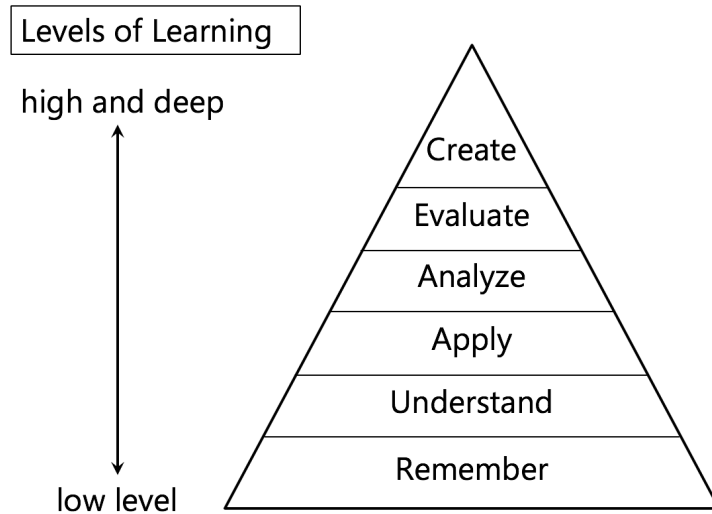 Levels of Learning
high and deep
Create
Evaluate
Analyze
Apply
Understand
Remember
low level